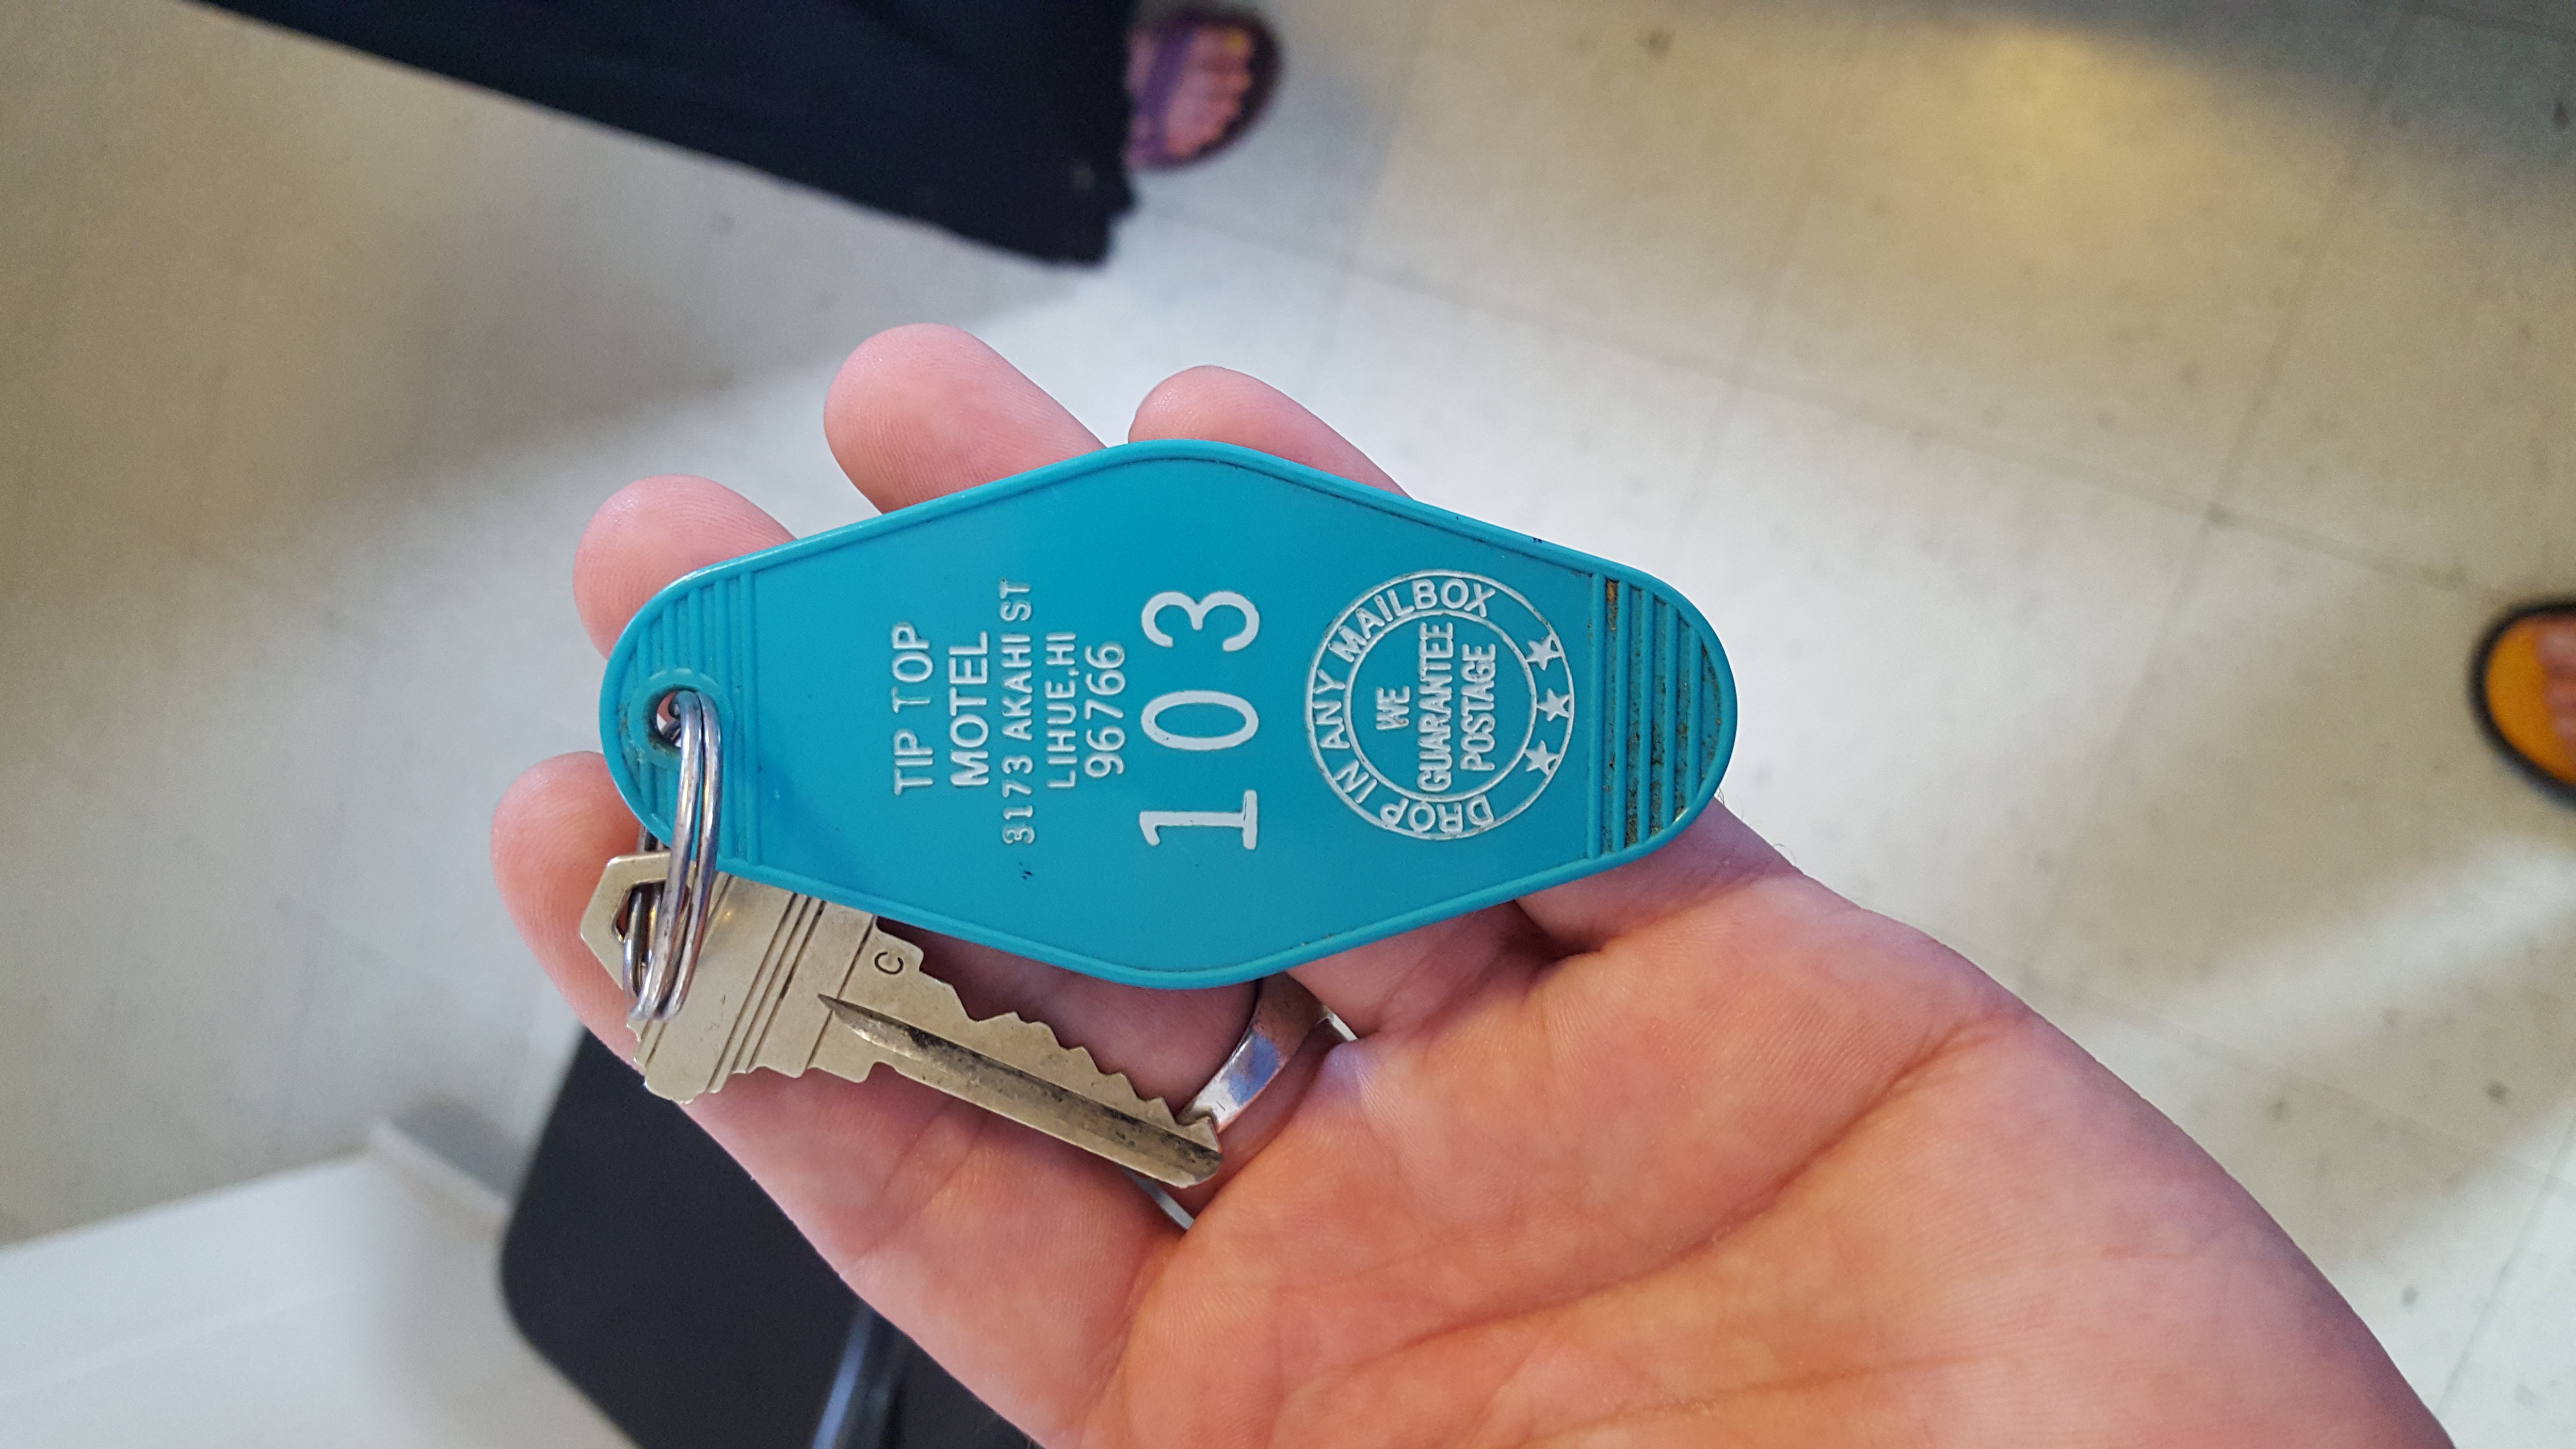 TIP TOP
MOTEL
3173 AKAHI ST
LIHUE,HI
96766
103
DROP IN ANY MAILBOX
WE
GUARANTEE
POSTAGE
C